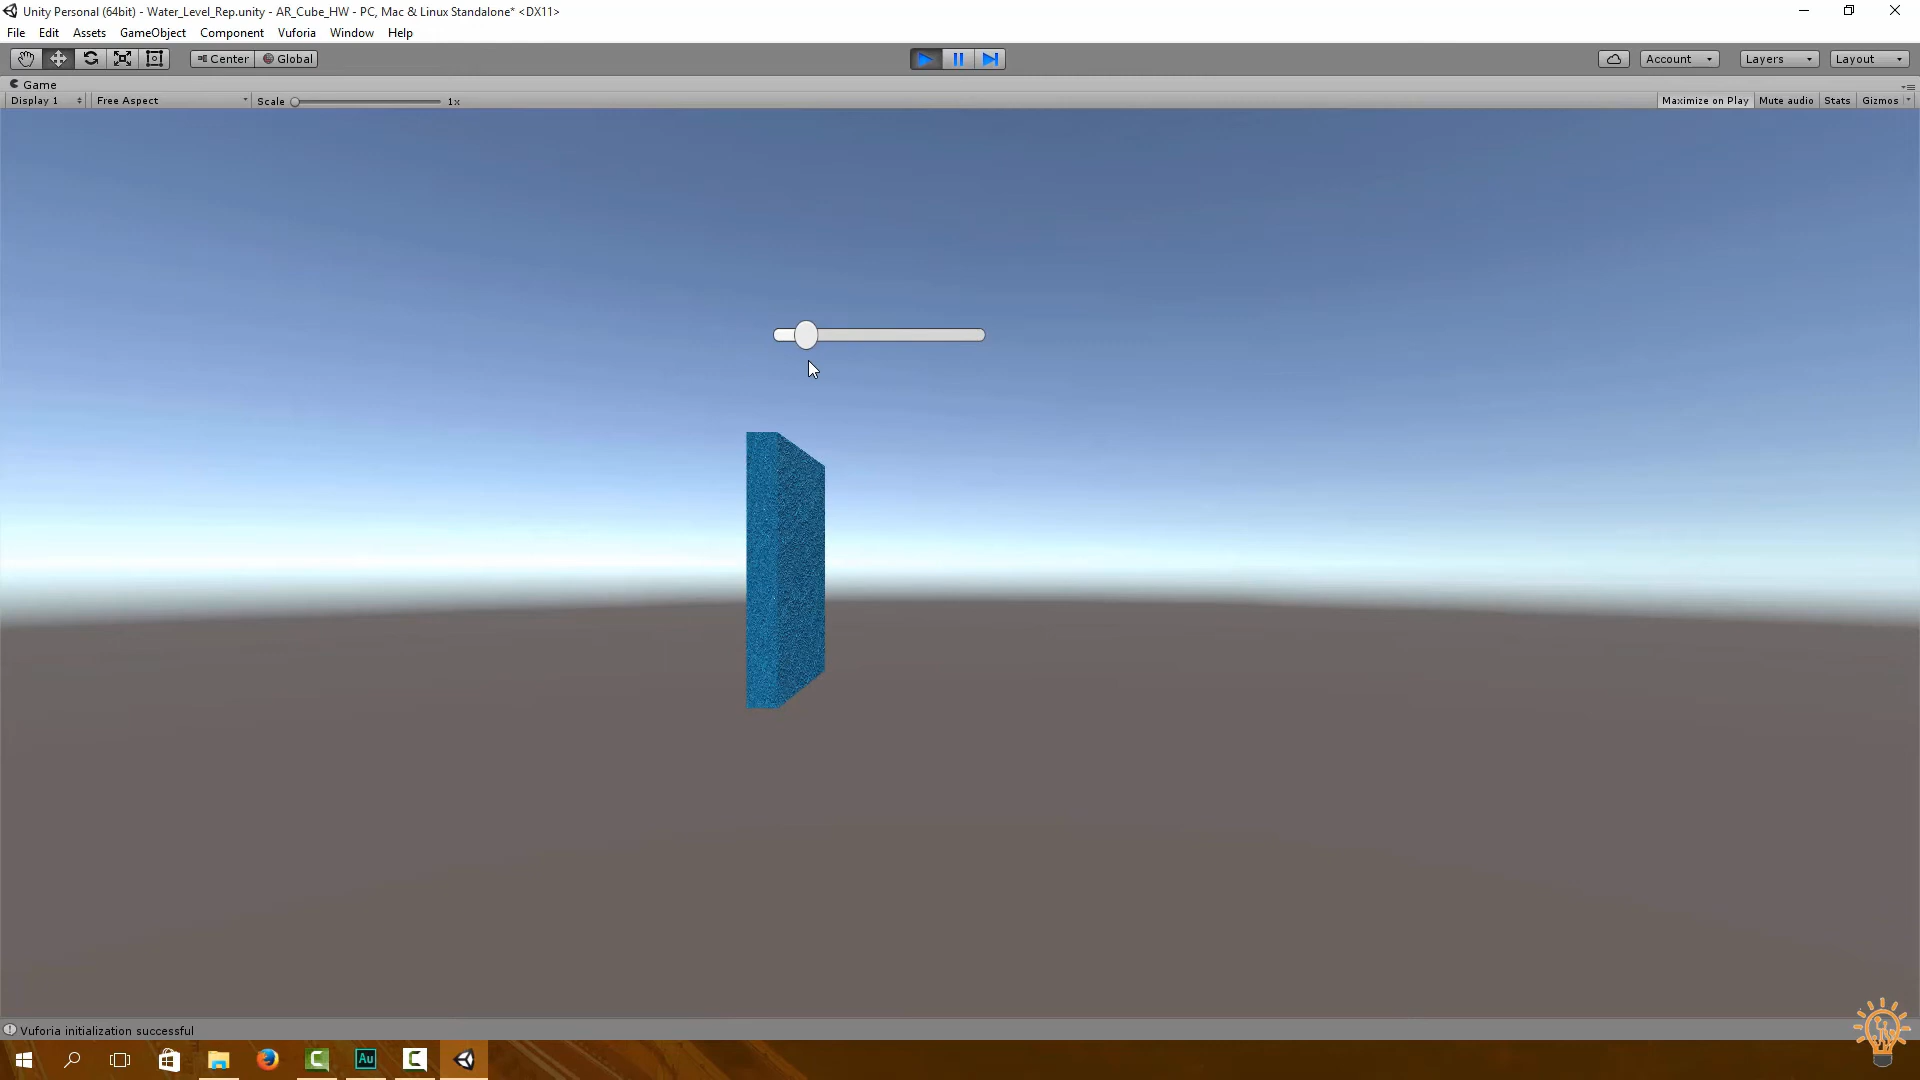 Unity Personal (64bit) - Water_Level_Rep.unity - AR_Cube_HW - PC, Mac & Linux Standalone* <DX11>
File Edit Assets GameObject Component Vuforia Window Help
Center Global Account Layers Layout
Game
Display 1 Free Aspect Scale 1x Maximize on Play Mute audio Stats Gizmos
Vuforia initialization successful
Au